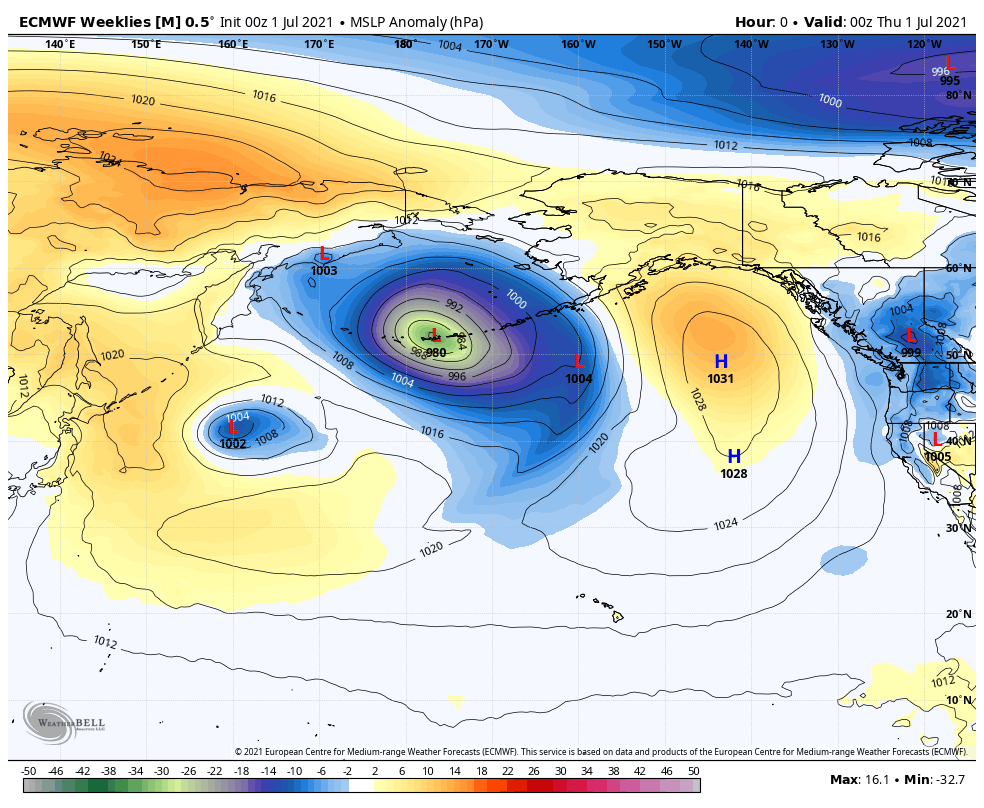 ECMWF Weeklies [M] 0.5° Init 00z 1 Jul 2021 • MSLP Anomaly (hPa)
Hour: 0 • Valid: 00z Thu 1 Jul 2021
140°E 150°E 160°E 170°E 180° 170°W 160°W 150°W 140°W 130°W 120°W
1004
L
996
995
80°N
1020 1016 1000
1012 1008
1024
1016 70°N
1012
1016
L
1003
60°N
992 1000 1004
1008
L
980
984
988
L
999
50°N
1020 1008 996
1004
L
1004
H
1031
1012
1012
1004
L
1002
1008
1016
1028
1020
1008
1008
L
1005
40°N
H
1028
1008
1024
30°N
1020
20°N
1012
1012
10°N
WEATHERBELL
ANALYTICS LLC
© 2021 European Centre for Medium-range Weather Forecasts (ECMWF). This service is based on data and products of the European Centre for Medium-range Weather Forecasts (ECMWF).
-50 -46 -42 -38 -34 -30 -26 -22 -18 -14 -10 -6 -2 2 6 10 14 18 22 26 30 34 38 42 46 50
Max: 16.1 • Min: -32.7